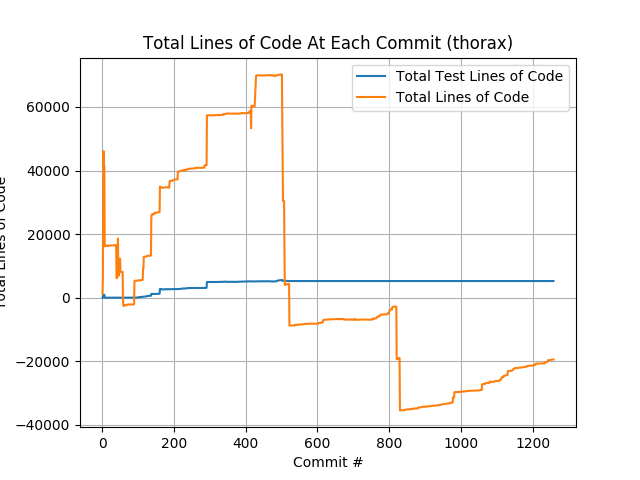 Total Lines of Code At Each Commit (thorax)
Total Test Lines of Code
Total Lines of Code
60000
40000
20000
0
−20000
−40000
Total Lines of Code
0
200
400
600
800
1000
1200
Commit #